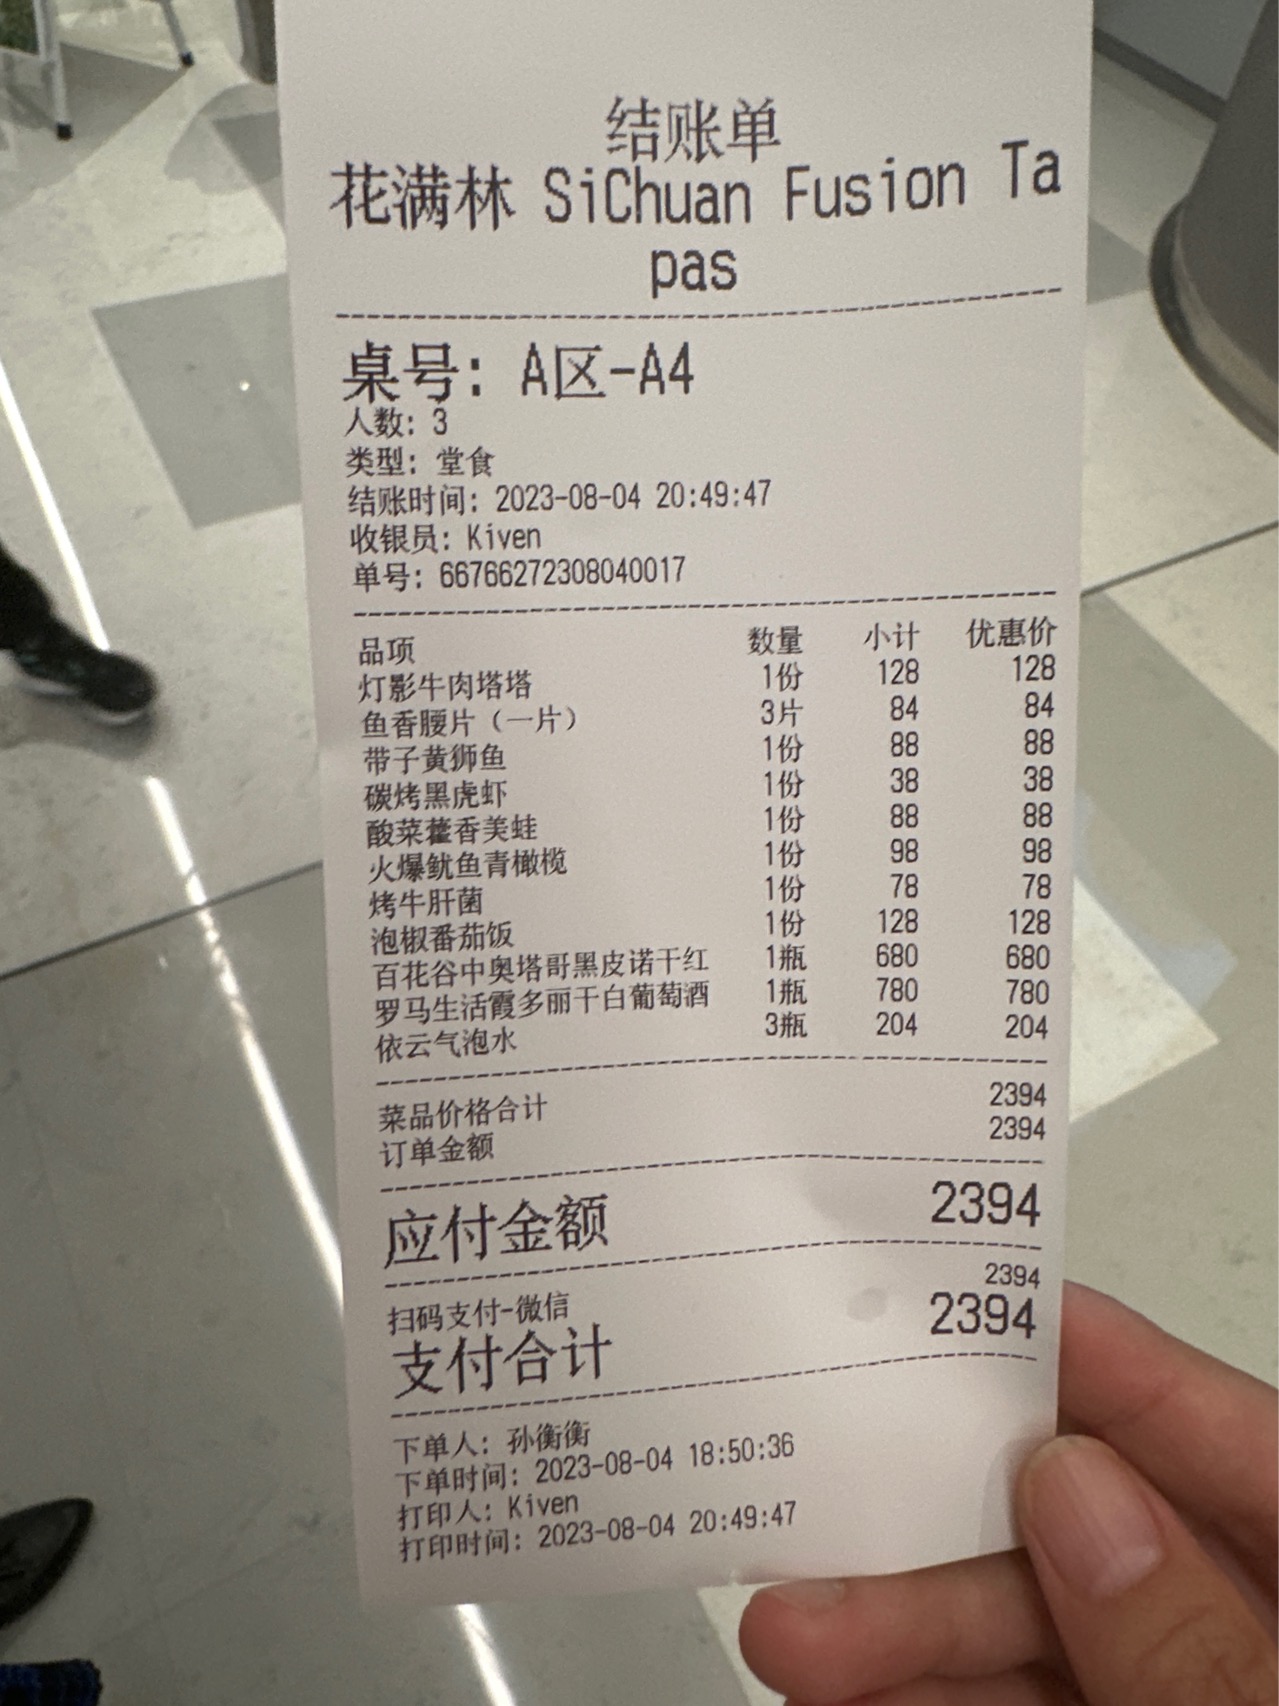 结账单
花满林 SiChuan Fusion Ta
pas
桌号: A区-A4
人数: 3
类型: 堂食
结账时间: 2023-08-04 20:49:47
收银员: Kiven
单号: 667662723080400​17
品项 数量 小计 优惠价
灯影牛肉塔塔 1份 128 128
鱼香腰片（一片） 3片 84 84
带子黄狮鱼 1份 88 88
碳烤黑虎虾 1份 38 38
酸菜藿香美蛙 1份 88 88
火爆鱿鱼青橄榄 1份 98 98
烤牛肝菌 1份 78 78
泡椒番茄饭 1份 128 128
百花谷中奥塔哥黑皮诺干红 1瓶 680 680
罗马生活霞多丽干白葡萄酒 1瓶 780 780
依云气泡水 3瓶 204 204
菜品价格合计 2394
订单金额 2394
应付金额 2394
扫码支付-微信 2394
支付合计 2394
下单人: 孙衡衡
下单时间: 2023-08-04 18:50:36
打印人: Kiven
打印时间: 2023-08-04 20:49:47